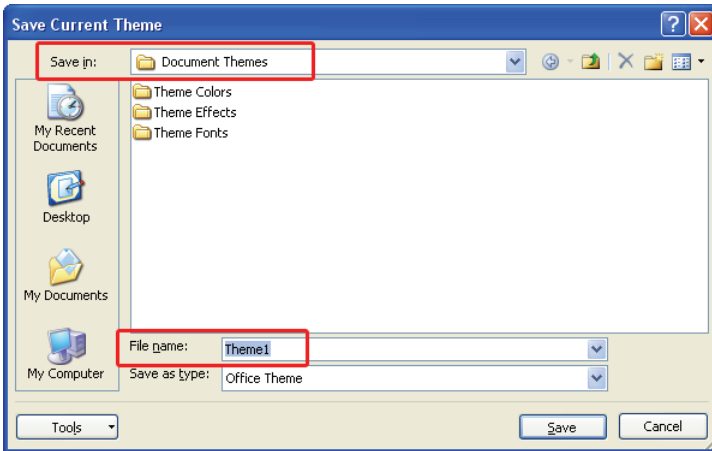 Save Current Theme
Save in:
Document Themes
Theme Colors
Theme Effects
Theme Fonts
My Recent
Documents
Desktop
My Documents
My Computer
File name:
Theme1
Save as type:
Office Theme
Tools
Save
Cancel